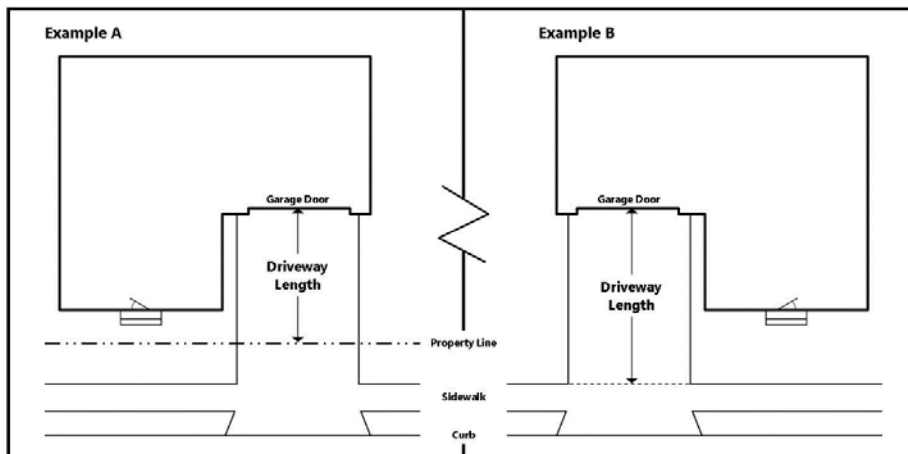 Example A
Example B
Garage Door
Garage Door
Driveway
Length
Driveway
Length
Property Line
Sidewalk
Curb